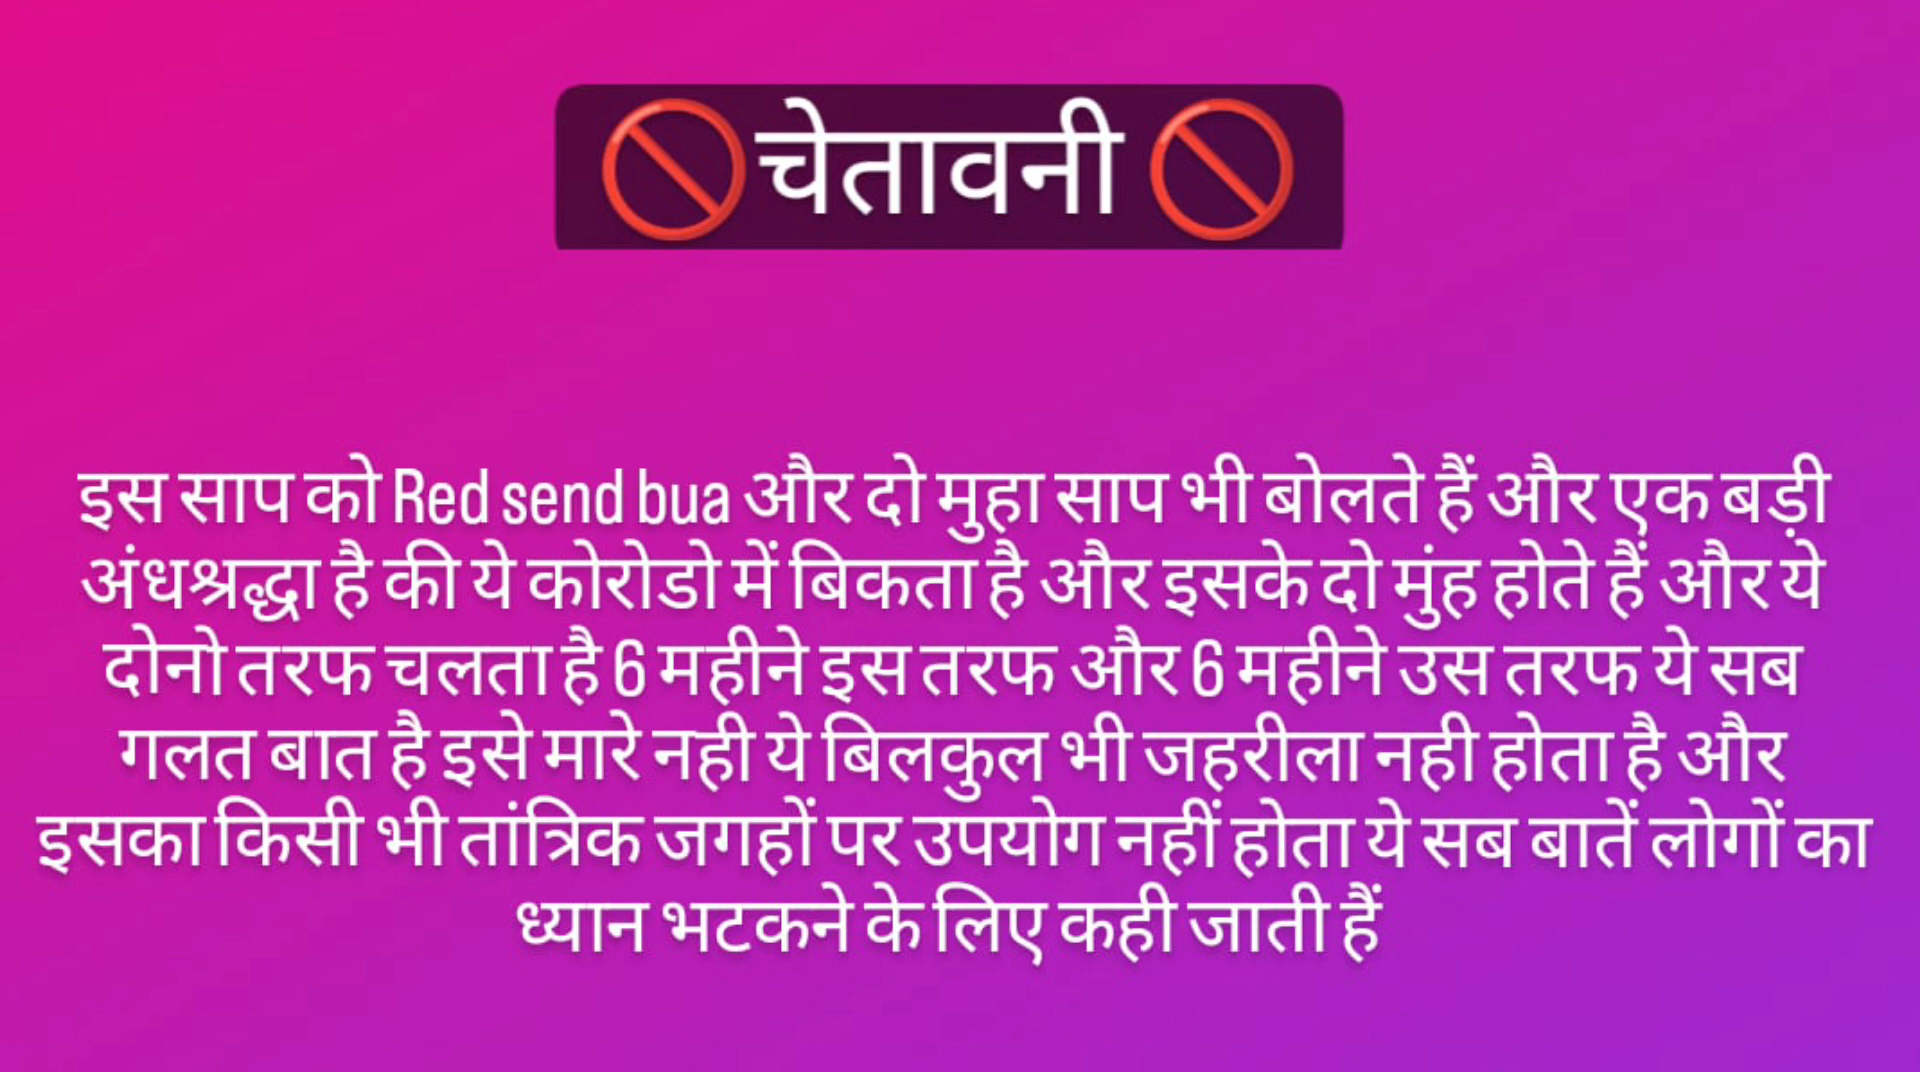 🚫चेतावनी 🚫
इस साप को Red send bua और दो मुहा साप भी बोलते हैं और एक बड़ी
अंधश्रद्धा है की ये कोरोडो में बिकता है और इसके दो मुंह होते हैं और ये
दोनो तरफ चलता है 6 महीने इस तरफ और 6 महीने उस तरफ ये सब
गलत बात है इसे मारे नही ये बिलकुल भी जहरीला नही होता है और
इसका किसी भी तांत्रिक जगहों पर उपयोग नहीं होता ये सब बातें लोगों का
ध्यान भटकने के लिए कही जाती हैं